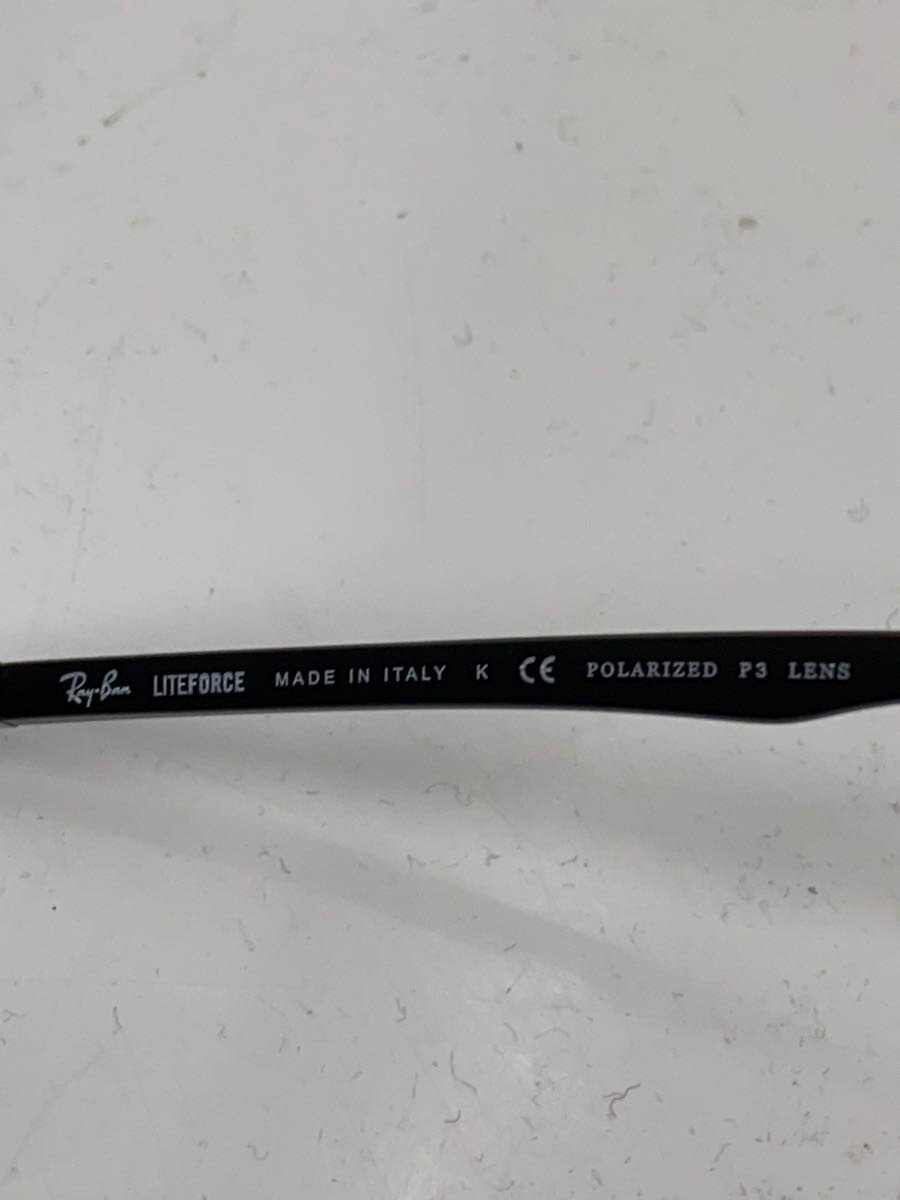 Ray-Ban LITEFORCE MADE IN ITALY K CE POLARIZED P3 LENS